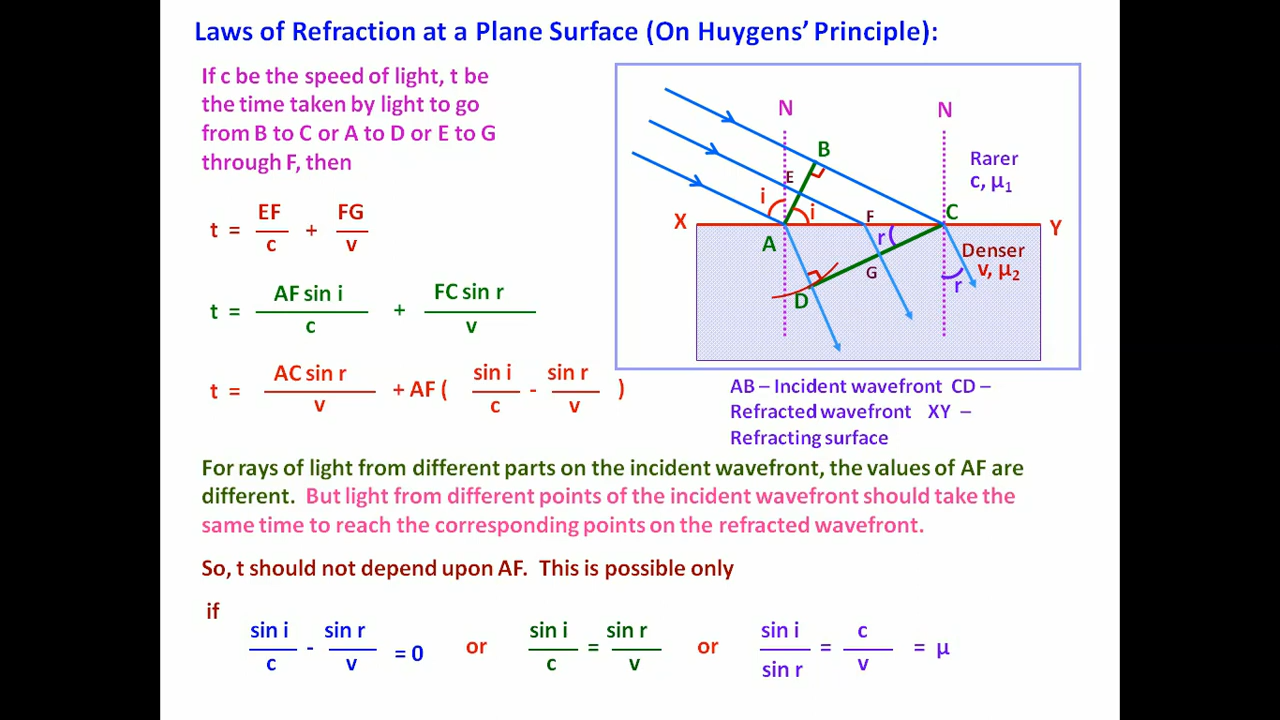 Laws of Refraction at a Plane Surface (On Huygens’ Principle):
If c be the speed of light, t be
the time taken by light to go
from B to C or A to D or E to G
through F, then
t = EF/c + FG/v
t = AF sin i/c + FC sin r/v
t = AC sin r/v + AF ( sin i/c - sin r/v )
N
N
B
E
Rarer
c, µ₁
i
i
X
A
F
C
Y
r
Denser
v, µ₂
G
r
D
AB – Incident wavefront CD –
Refracted wavefront XY –
Refracting surface
For rays of light from different parts on the incident wavefront, the values of AF are
different. But light from different points of the incident wavefront should take the
same time to reach the corresponding points on the refracted wavefront.
So, t should not depend upon AF. This is possible only
if
sin i/c - sin r/v = 0 or sin i/c = sin r/v or sin i/sin r = c/v = µ